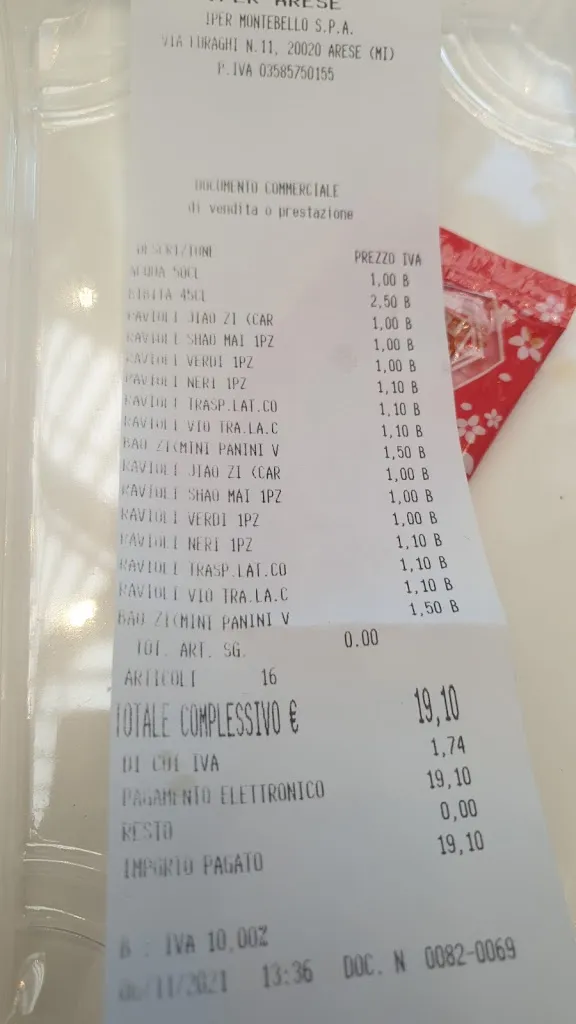 IPER ARESE
IPER MONTEBELLO S.P.A.
VIA LURAGHI N.11, 20020 ARESE (MI)
P.IVA 03585750155
DOCUMENTO COMMERCIALE
di vendita o prestazione
DESCRIZIONE PREZZO IVA
ACQUA 50CL 1,00 B
BIBITA 45CL 2,50 B
RAVIOLI JIAO ZI (CAR 1,00 B
RAVIOLI SHAO MAI 1PZ 1,00 B
RAVIOLI VERDI 1PZ 1,00 B
RAVIOLI NERI 1PZ 1,10 B
RAVIOLI TRASP.LAT.CO 1,10 B
RAVIOLI VIO TRA.LA.C 1,10 B
BAO ZI(MINI PANINI V 1,50 B
RAVIOLI JIAO ZI (CAR 1,00 B
RAVIOLI SHAO MAI 1PZ 1,00 B
RAVIOLI VERDI 1PZ 1,00 B
RAVIOLI NERI 1PZ 1,10 B
RAVIOLI TRASP.LAT.CO 1,10 B
RAVIOLI VIO TRA.LA.C 1,10 B
BAO ZI(MINI PANINI V 1,50 B
TOT. ART. SG. 0.00
ARTICOLI 16
TOTALE COMPLESSIVO € 19,10
DI CUI IVA 1,74
PAGAMENTO ELETTRONICO 19,10
RESTO 0,00
IMPORTO PAGATO 19,10
B : IVA 10,00%
06/11/2021 13:36 DOC. N 0082-0069